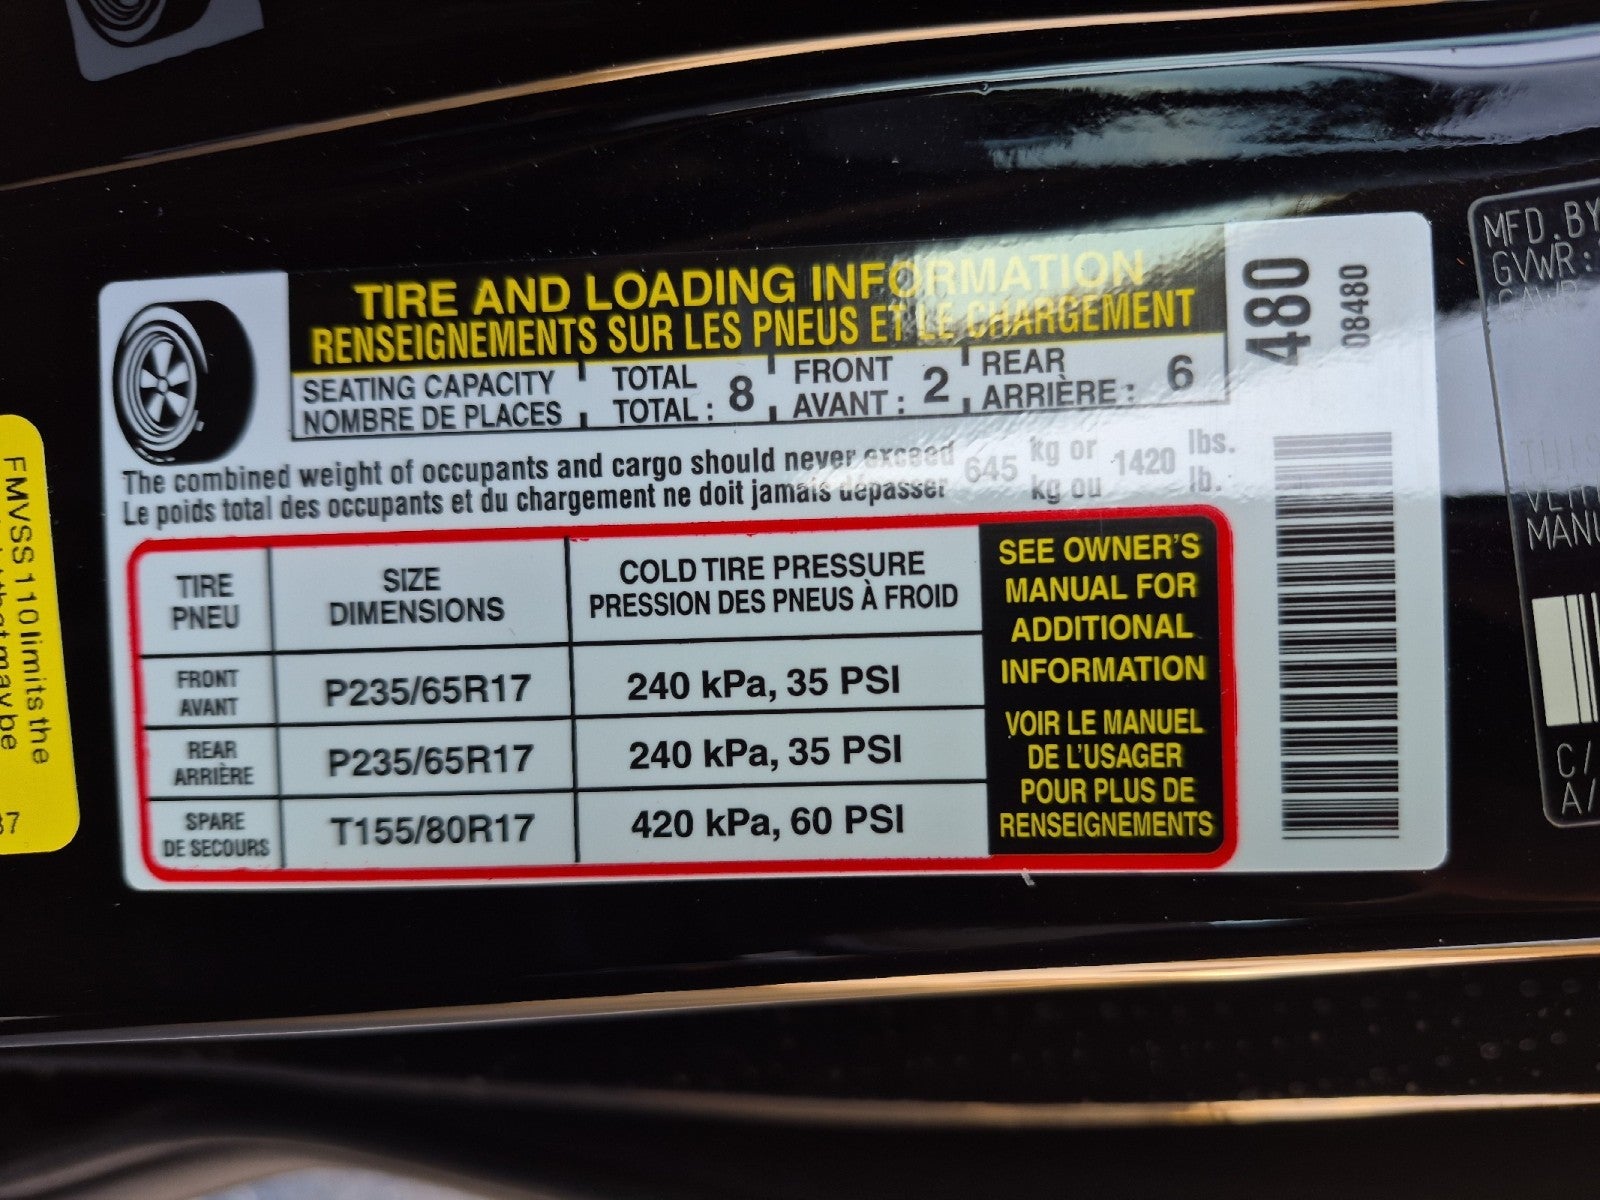 TIRE AND LOADING INFORMATION
RENSEIGNEMENTS SUR LES PNEUS ET LE CHARGEMENT
SEATING CAPACITY TOTAL FRONT REAR
NOMBRE DE PLACES TOTAL : 8 AVANT : 2 ARRIÈRE : 6
The combined weight of occupants and cargo should never exceed 645 kg or 1420 lbs.
Le poids total des occupants et du chargement ne doit jamais dépasser kg ou lb.
TIRE SIZE COLD TIRE PRESSURE
PNEU DIMENSIONS PRESSION DES PNEUS À FROID
FRONT
AVANT
P235/65R17 240 kPa, 35 PSI
REAR
ARRIÈRE
P235/65R17 240 kPa, 35 PSI
SPARE
DE SECOURS
T155/80R17 420 kPa, 60 PSI
SEE OWNER'S
MANUAL FOR
ADDITIONAL
INFORMATION
VOIR LE MANUEL
DE L'USAGER
POUR PLUS DE
RENSEIGNEMENTS
480
08480
FMVSS 110 limits the
that may be
37
MFD.BY
GVWR:
GAWR
MANU
C/
A/